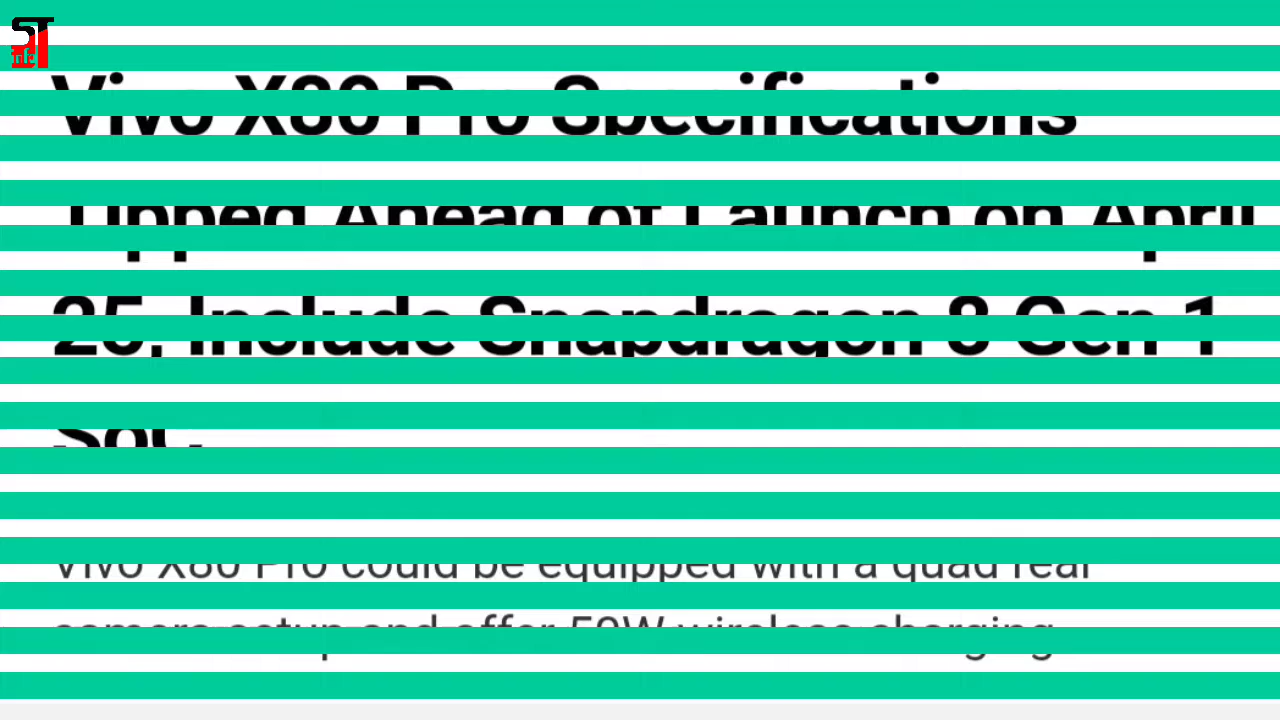 ST
Vivo X80 Pro Specifications
Tipped Ahead of Launch on April
25, Include Snapdragon 8 Gen 1
SoC
Vivo X80 Pro could be equipped with a quad rear
camera setup and offer 50W wireless charging